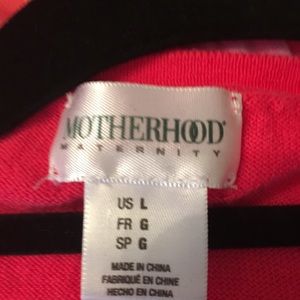 MOTHERHOOD
MATERNITY
US L
FR G
SP G
MADE IN CHINA
FABRIQUÉ EN CHINE
HECHO EN CHINA